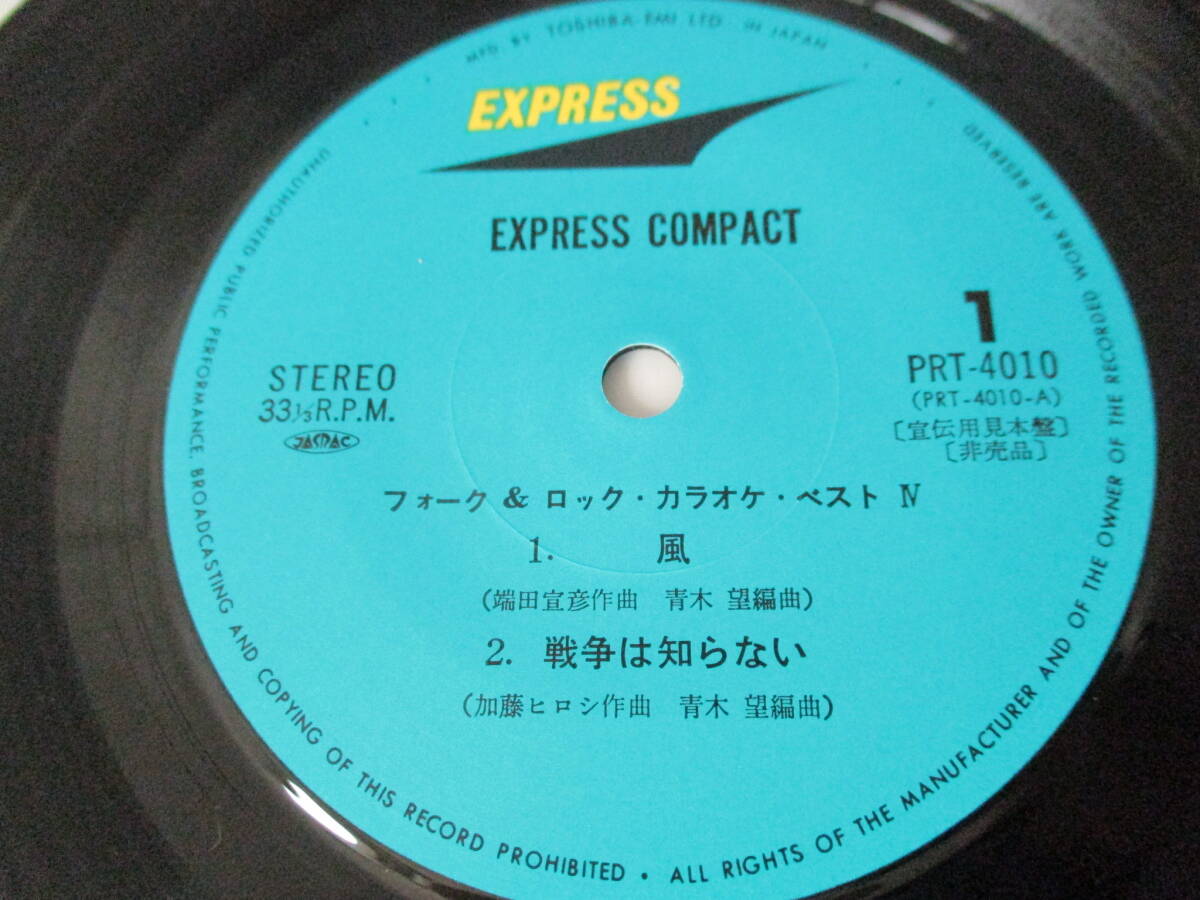 MFD. BY TOSHIBA-EMI LTD. IN JAPAN
EXPRESS
EXPRESS COMPACT
1
STEREO
33 1/3 R.P.M.
JASRAC
PRT-4010
(PRT-4010-A)
〔宣伝用見本盤〕
〔非売品〕
フォーク & ロック・カラオケ・ベスト Ⅳ
1. 風
(端田宣彦作曲 青木 望編曲)
2. 戦争は知らない
(加藤ヒロシ作曲 青木 望編曲)
UNAUTHORIZED PUBLIC PERFORMANCE, BROADCASTING AND COPYING OF THIS RECORD PROHIBITED • ALL RIGHTS OF THE MANUFACTURER AND OF THE OWNER OF THE RECORDED WORK ARE RESERVED